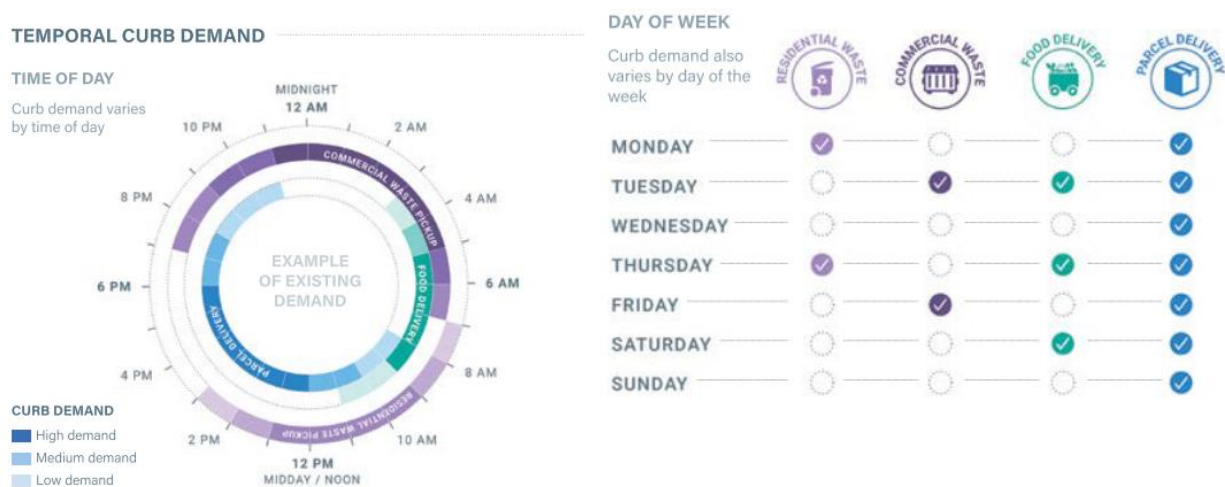 TEMPORAL CURB DEMAND
TIME OF DAY
Curb demand varies
by time of day
MIDNIGHT
12 AM
2 AM
4 AM
6 AM
8 AM
10 AM
12 PM
MIDDAY / NOON
2 PM
4 PM
6 PM
8 PM
10 PM
COMMERCIAL WASTE PICKUP
FOOD DELIVERY
RESIDENTIAL WASTE PICKUP
PARCEL DELIVERY
EXAMPLE
OF EXISTING
DEMAND
CURB DEMAND
High demand
Medium demand
Low demand
DAY OF WEEK
Curb demand also
varies by day of the
week
RESIDENTIAL WASTE
COMMERCIAL WASTE
FOOD DELIVERY
PARCEL DELIVERY
MONDAY
TUESDAY
WEDNESDAY
THURSDAY
FRIDAY
SATURDAY
SUNDAY